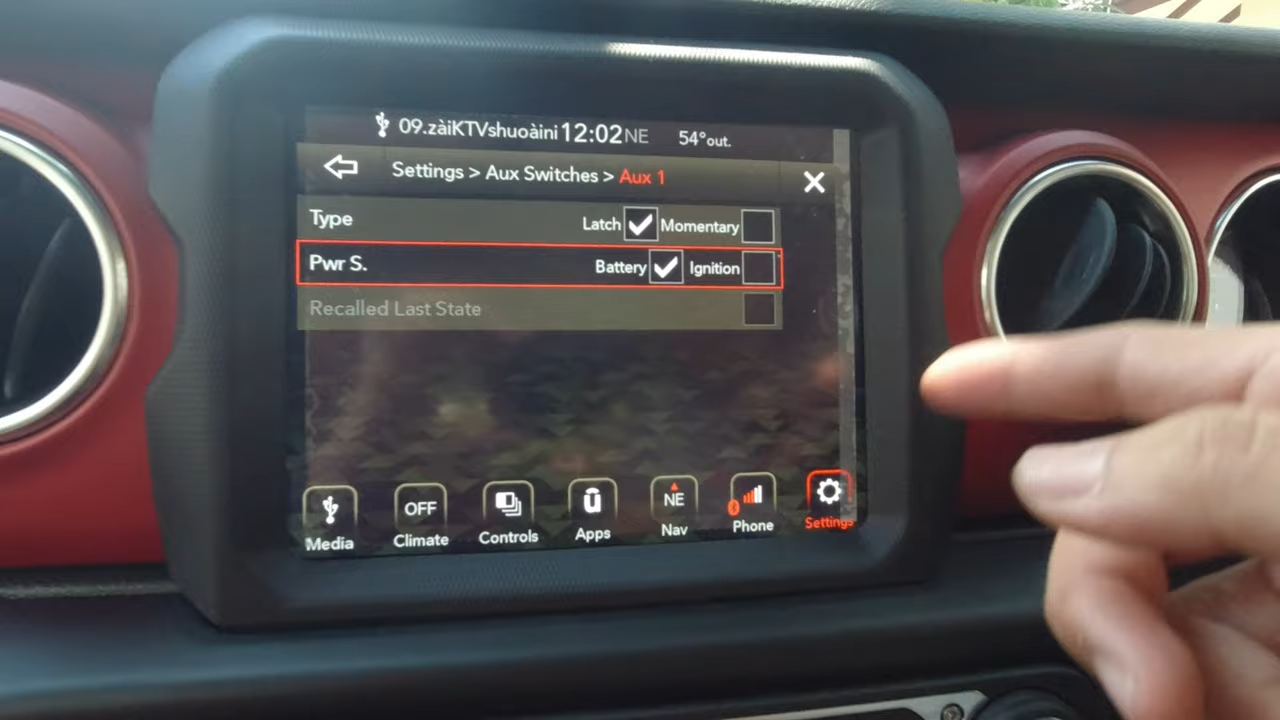 09.zàiKTVshuoàini 12:02 NE 54°out.
Settings > Aux Switches > Aux 1
Type Latch Momentary
Pwr S. Battery Ignition
Recalled Last State
OFF NE
Media Climate Controls Apps Nav Phone Settings